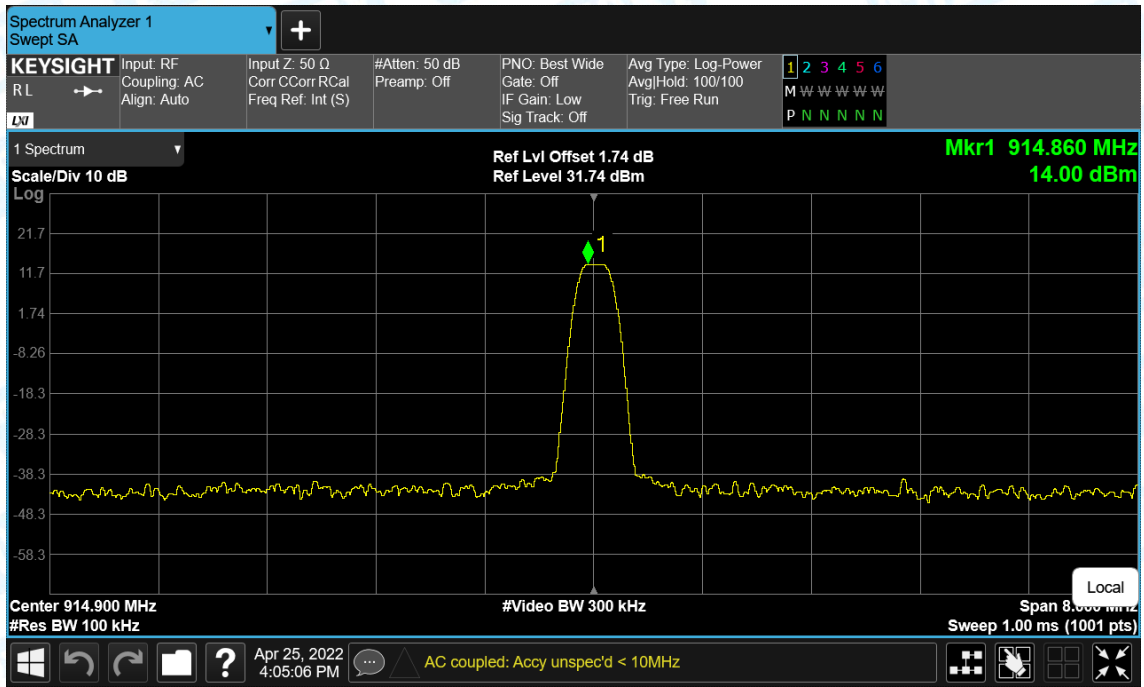 Spectrum Analyzer 1
Swept SA
KEYSIGHT
RL
LXI
Input: RF
Coupling: AC
Align: Auto
Input Z: 50 Ω
Corr CCorr RCal
Freq Ref: Int (S)
#Atten: 50 dB
Preamp: Off
PNO: Best Wide
Gate: Off
IF Gain: Low
Sig Track: Off
Avg Type: Log-Power
Avg|Hold: 100/100
Trig: Free Run
1 2 3 4 5 6
M W W W W W
P N N N N N
1 Spectrum
Scale/Div 10 dB
Log
Ref Lvl Offset 1.74 dB
Ref Level 31.74 dBm
Mkr1 914.860 MHz
14.00 dBm
21.7
11.7
1.74
-8.26
-18.3
-28.3
-38.3
-48.3
-58.3
1
Local
Center 914.900 MHz
#Video BW 300 kHz
Span 8.000 MHz
#Res BW 100 kHz
Sweep 1.00 ms (1001 pts)
?
Apr 25, 2022
4:05:06 PM
AC coupled: Accy unspec'd < 10MHz